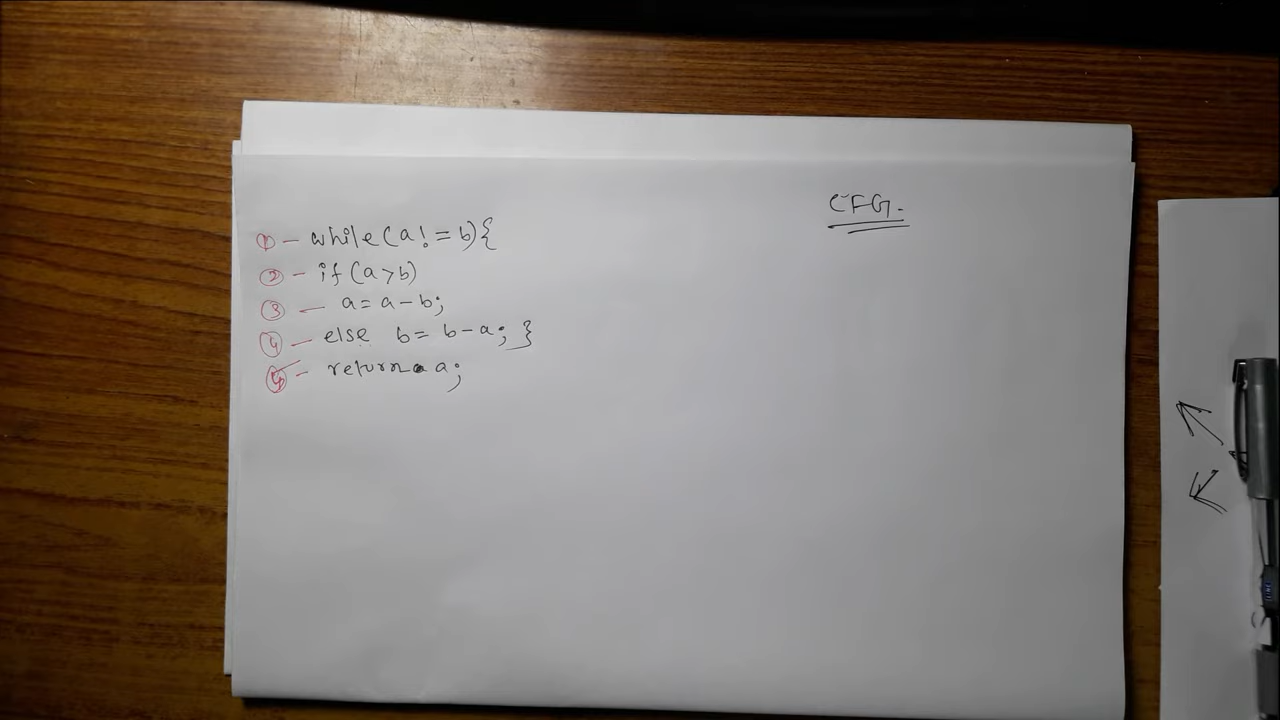 CFG.
① - while(a! = b){
② - if (a>b)
③ - a = a - b;
④ - else b = b - a; }
⑤ - return a;